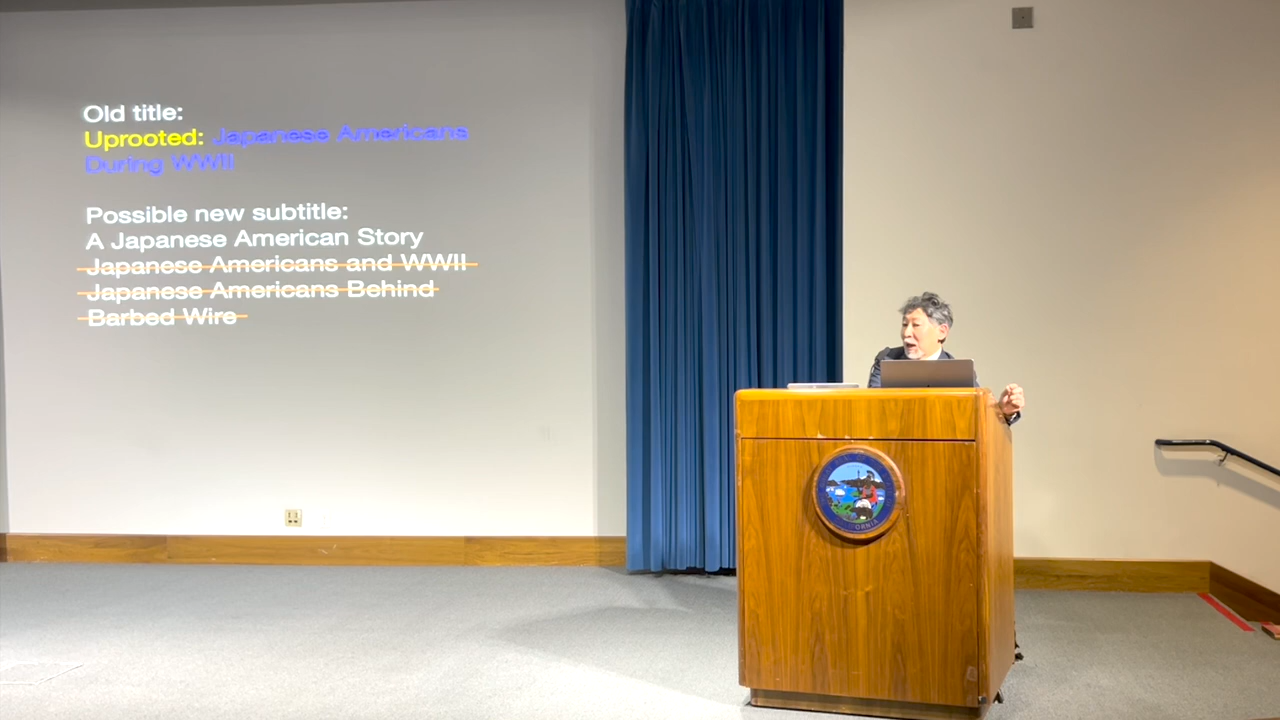 Old title:
Uprooted: Japanese Americans
During WWII
Possible new subtitle:
A Japanese American Story
Japanese Americans and WWII
Japanese Americans Behind
Barbed Wire